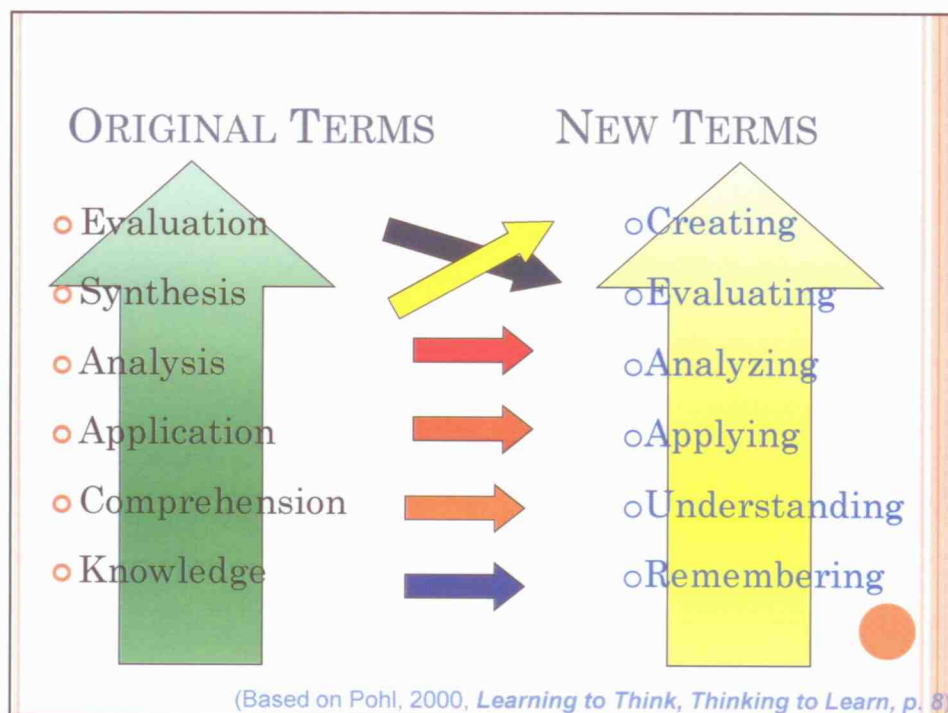 ORIGINAL TERMS
Evaluation
Synthesis
Analysis
Application
Comprehension
Knowledge
NEW TERMS
Creating
Evaluating
Analyzing
Applying
Understanding
Remembering
(Based on Pohl, 2000, Learning to Think, Thinking to Learn, p. 8)